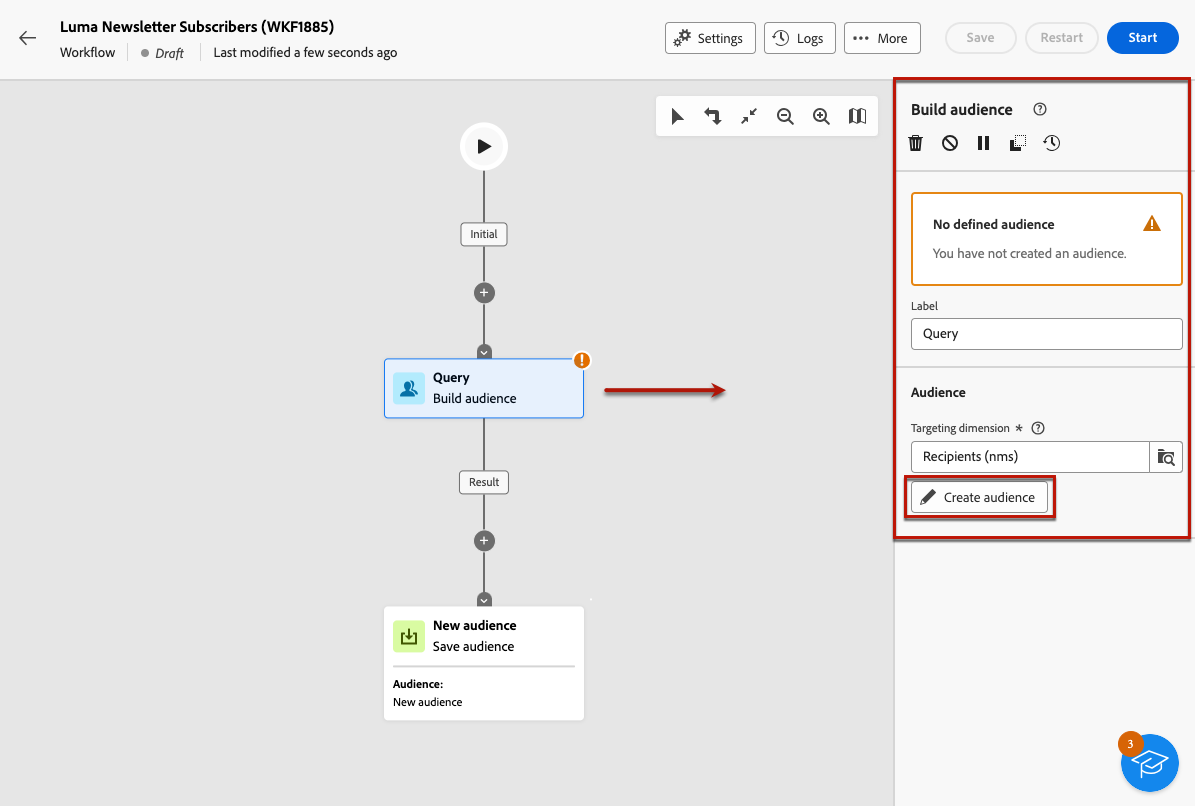 Luma Newsletter Subscribers (WKF1885)
Workflow Draft Last modified a few seconds ago
Settings Logs More Save Restart Start
Initial
Query
Build audience
Result
New audience
Save audience
Audience:
New audience
Build audience
No defined audience
You have not created an audience.
Label
Query
Audience
Targeting dimension *
Recipients (nms)
Create audience
3